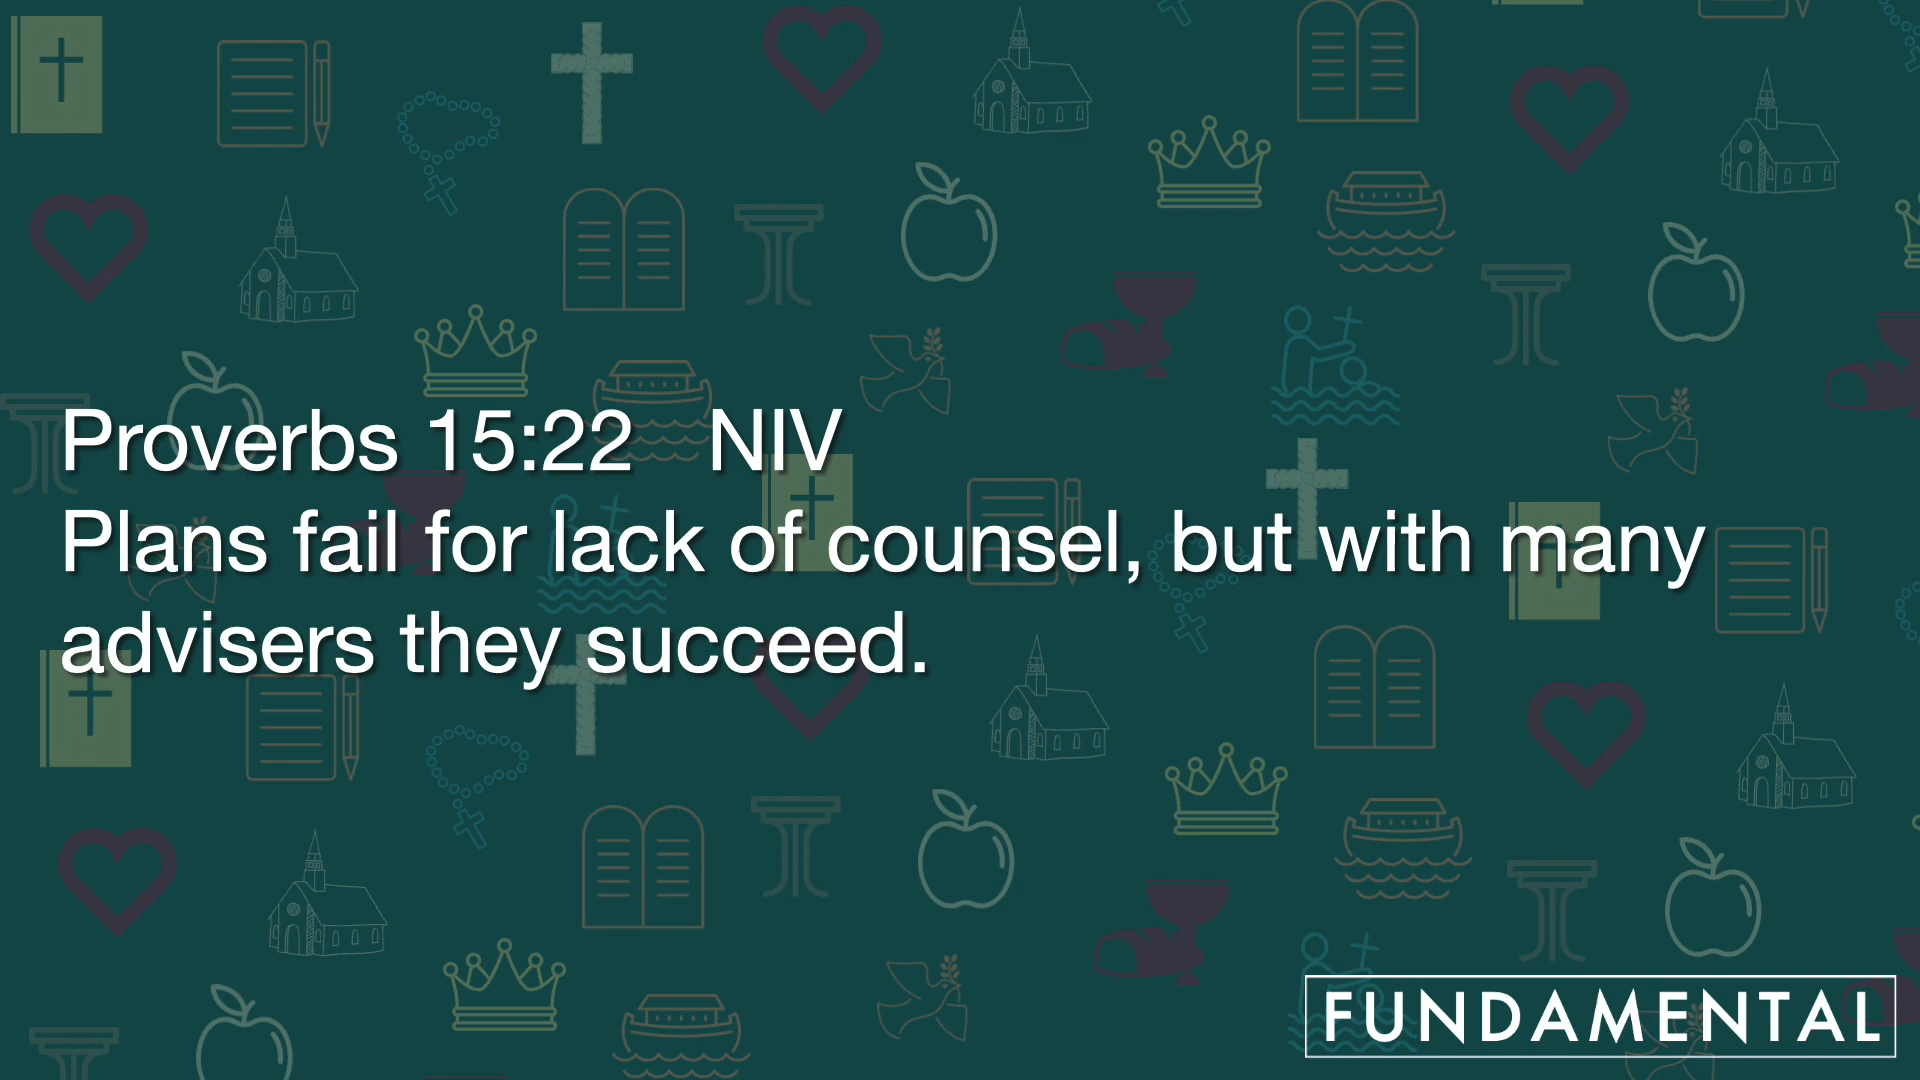 Proverbs 15:22   NIV
Plans fail for lack of counsel, but with many
advisers they succeed.
FUNDAMENTAL